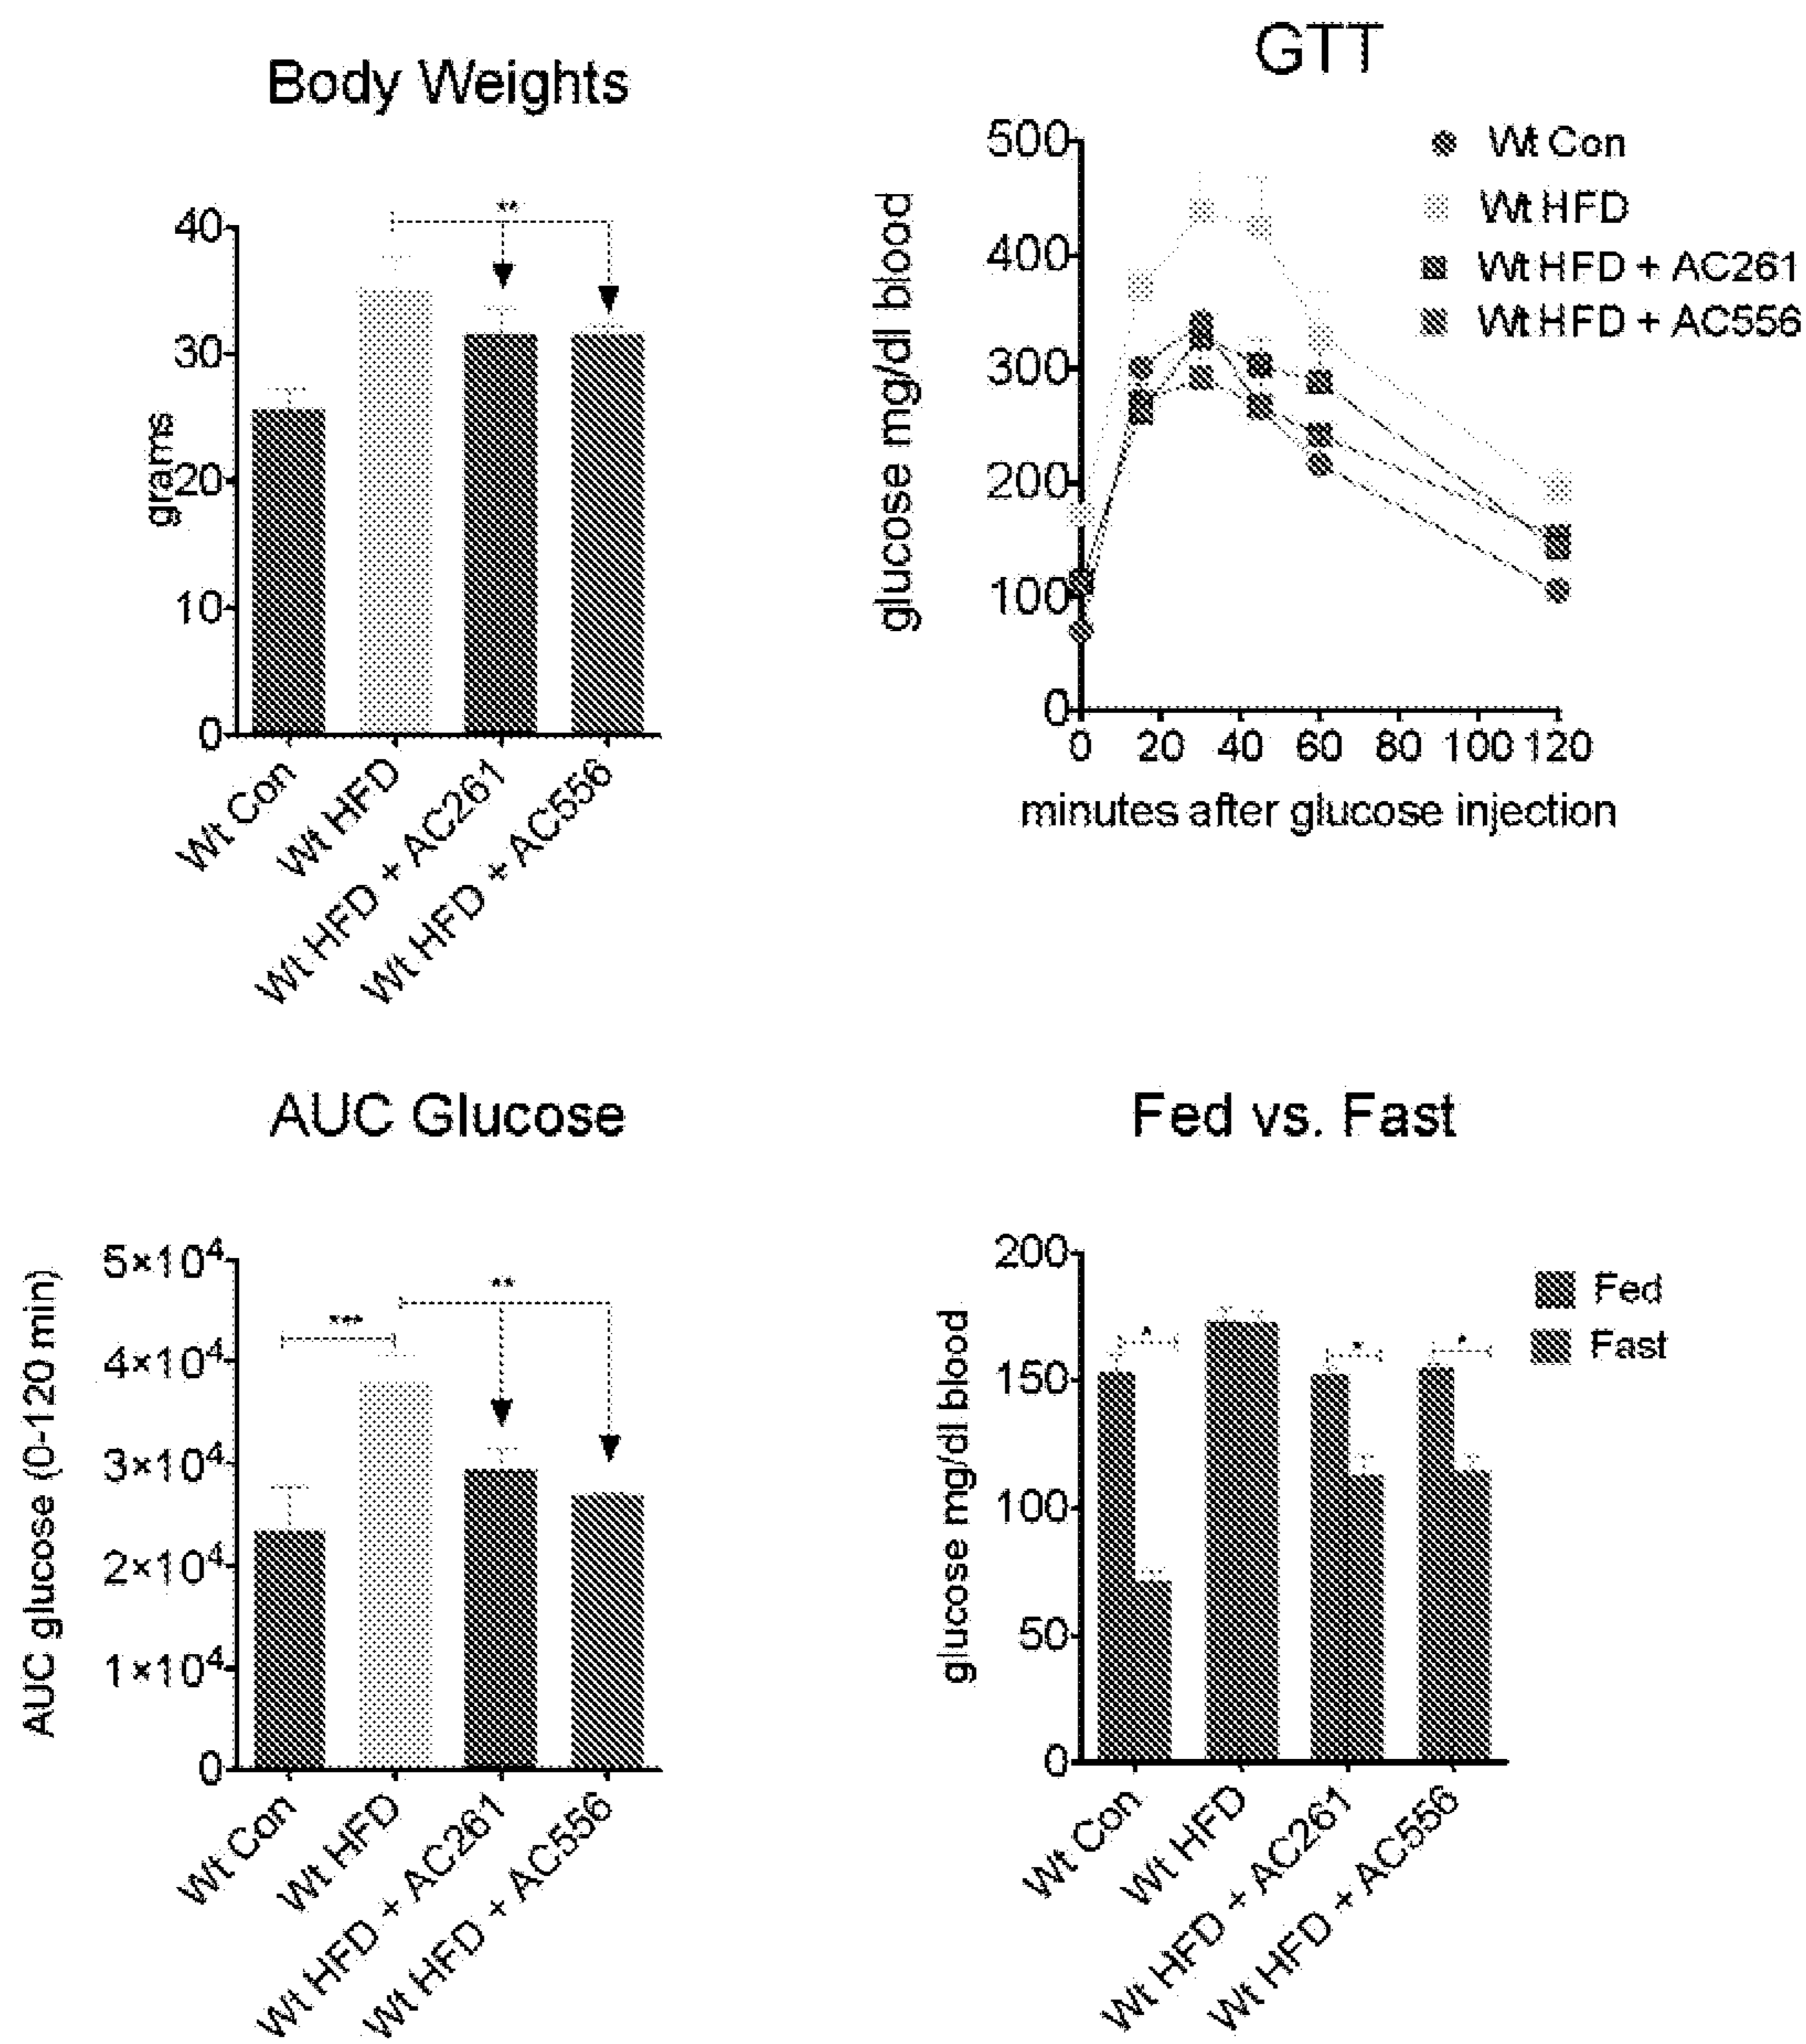 Body Weights
grams
40
30
20
10
0
**
Wt Con
Wt HFD
Wt HFD + AC261
Wt HFD + AC556
GTT
glucose mg/dl blood
500
400
300
200
100
0
0 20 40 60 80 100 120
minutes after glucose injection
Wt Con
Wt HFD
Wt HFD + AC261
Wt HFD + AC556
AUC Glucose
AUC glucose (0-120 min)
5×10⁴
4×10⁴
3×10⁴
2×10⁴
1×10⁴
0
***
**
Wt Con
Wt HFD
Wt HFD + AC261
Wt HFD + AC556
Fed vs. Fast
glucose mg/dl blood
200
150
100
50
0
* * *
Fed
Fast
Wt Con
Wt HFD
Wt HFD + AC261
Wt HFD + AC556